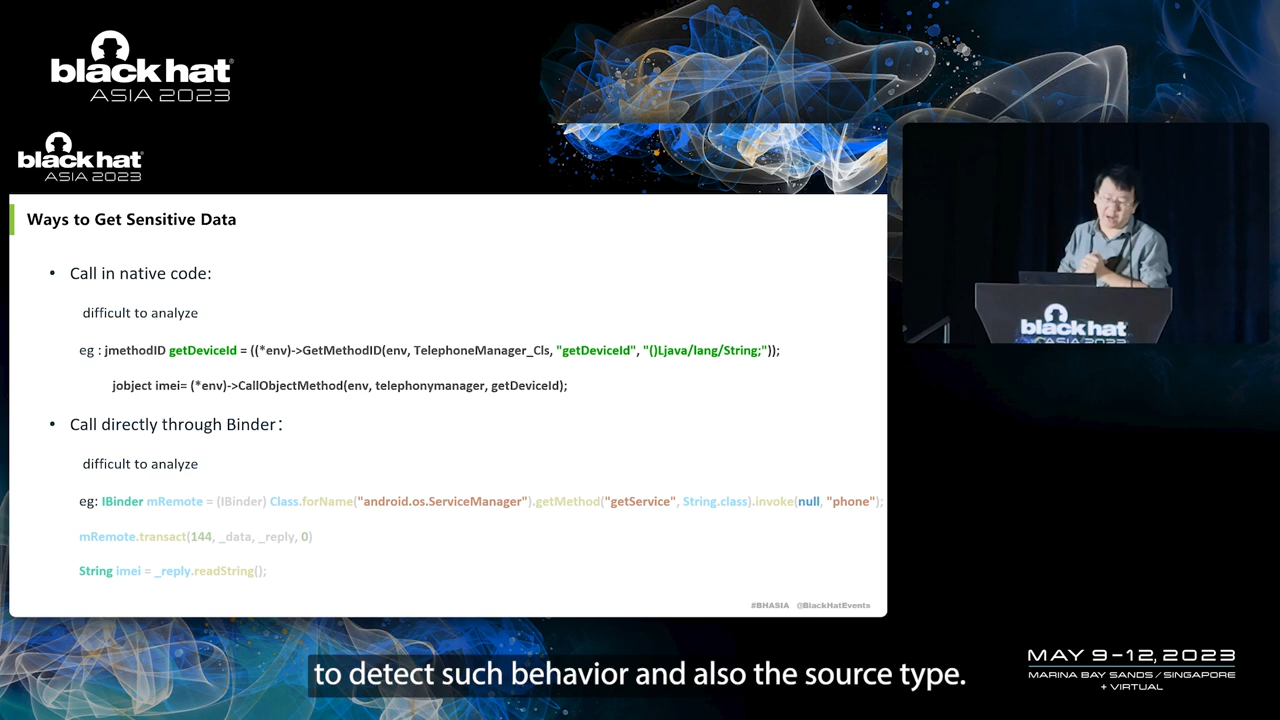 black hat
ASIA 2023
black hat
ASIA 2023
Ways to Get Sensitive Data
• Call in native code:
difficult to analyze
eg : jmethodID getDeviceId = ((*env)->GetMethodID(env, TelephoneManager_Cls, "getDeviceId", "()Ljava/lang/String;"));
jobject imei= (*env)->CallObjectMethod(env, telephonymanager, getDeviceId);
• Call directly through Binder：
difficult to analyze
eg: IBinder mRemote = (IBinder) Class.forName("android.os.ServiceManager").getMethod("getService", String.class).invoke(null, "phone");
mRemote.transact(144, _data, _reply, 0)
String imei = _reply.readString();
#BHASIA @BlackHatEvents
black hat
ASIA 2023
to detect such behavior and also the source type.
MAY 9-12, 2023
MARINA BAY SANDS / SINGAPORE
+ VIRTUAL